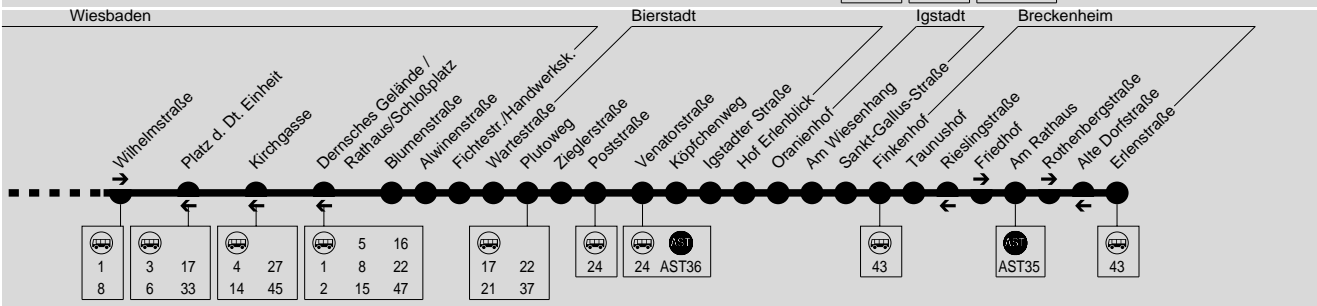 Wiesbaden
Bierstadt
Igstadt
Breckenheim
Wilhelmstraße
Platz d. Dt. Einheit
Kirchgasse
Dernsches Gelände /
Rathaus/Schloßplatz
Blumenstraße
Alwinenstraße
Fichtestr./Handwerksk.
Wartestraße
Plutoweg
Zieglerstraße
Poststraße
Venatorstraße
Köpfchenweg
Igstadter Straße
Hof Erlenblick
Oranienhof
Am Wiesenhang
Sankt-Gallus-Straße
Finkenhof
Taunushof
Rieslingstraße
Friedhof
Am Rathaus
Rothenbergstraße
Alte Dorfstraße
Erlenstraße
1
8
3 17
6 33
4 27
14 45
5 16
1 8 22
2 15 47
17 22
21 37
24
AST
24 AST36
43
AST
AST35
43